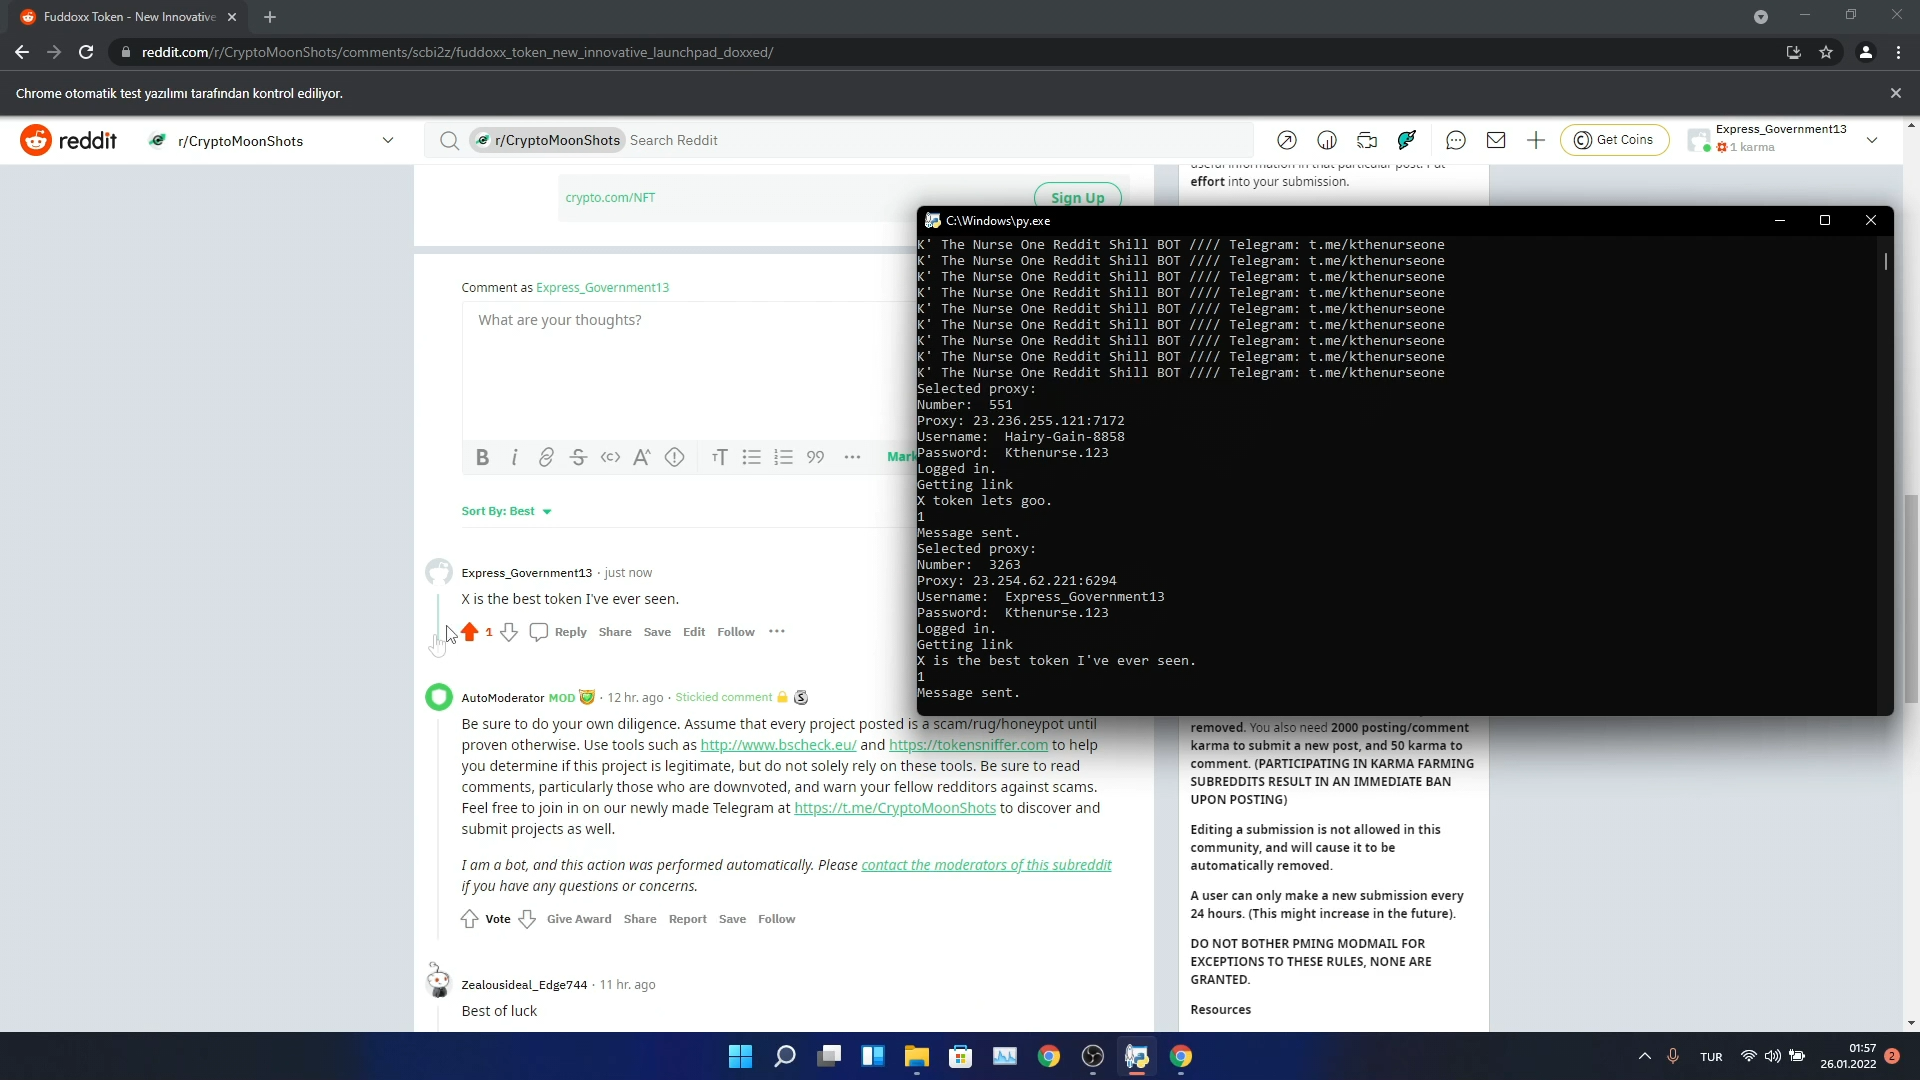 Fuddoxx Token - New Innovative
reddit.com/r/CryptoMoonShots/comments/scbi2z/fuddoxx_token_new_innovative_launchpad_doxxed/
Chrome otomatik test yazılımı tarafından kontrol ediliyor.
reddit
r/CryptoMoonShots
r/CryptoMoonShots Search Reddit
Get Coins
Express_Government13
1 karma
useful information in that particular post. Put
effort into your submission.
crypto.com/NFT
Sign Up
Comment as Express_Government13
What are your thoughts?
Mark
Sort By: Best
Express_Government13 · just now
X is the best token I've ever seen.
1 Reply Share Save Edit Follow
AutoModerator MOD · 12 hr. ago · Stickied comment
Be sure to do your own diligence. Assume that every project posted is a scam/rug/honeypot until
proven otherwise. Use tools such as http://www.bscheck.eu/ and https://tokensniffer.com to help
you determine if this project is legitimate, but do not solely rely on these tools. Be sure to read
comments, particularly those who are downvoted, and warn your fellow redditors against scams.
Feel free to join in on our newly made Telegram at https://t.me/CryptoMoonShots to discover and
submit projects as well.
I am a bot, and this action was performed automatically. Please contact the moderators of this subreddit
if you have any questions or concerns.
Vote Give Award Share Report Save Follow
Zealousideal_Edge744 · 11 hr. ago
Best of luck
C:\Windows\py.exe
K' The Nurse One Reddit Shill BOT //// Telegram: t.me/kthenurseone
K' The Nurse One Reddit Shill BOT //// Telegram: t.me/kthenurseone
K' The Nurse One Reddit Shill BOT //// Telegram: t.me/kthenurseone
K' The Nurse One Reddit Shill BOT //// Telegram: t.me/kthenurseone
K' The Nurse One Reddit Shill BOT //// Telegram: t.me/kthenurseone
K' The Nurse One Reddit Shill BOT //// Telegram: t.me/kthenurseone
K' The Nurse One Reddit Shill BOT //// Telegram: t.me/kthenurseone
K' The Nurse One Reddit Shill BOT //// Telegram: t.me/kthenurseone
K' The Nurse One Reddit Shill BOT //// Telegram: t.me/kthenurseone
Selected proxy:
Number: 551
Proxy: 23.236.255.121:7172
Username: Hairy-Gain-8858
Password: Kthenurse.123
Logged in.
Getting link
X token lets goo.
1
Message sent.
Selected proxy:
Number: 3263
Proxy: 23.254.62.221:6294
Username: Express_Government13
Password: Kthenurse.123
Logged in.
Getting link
X is the best token I've ever seen.
1
Message sent.
removed. You also need 2000 posting/comment
karma to submit a new post, and 50 karma to
comment. (PARTICIPATING IN KARMA FARMING
SUBREDDITS RESULT IN AN IMMEDIATE BAN
UPON POSTING)
Editing a submission is not allowed in this
community, and will cause it to be
automatically removed.
A user can only make a new submission every
24 hours. (This might increase in the future).
DO NOT BOTHER PMING MODMAIL FOR
EXCEPTIONS TO THESE RULES, NONE ARE
GRANTED.
Resources
TUR
01:57
26.01.2022
2